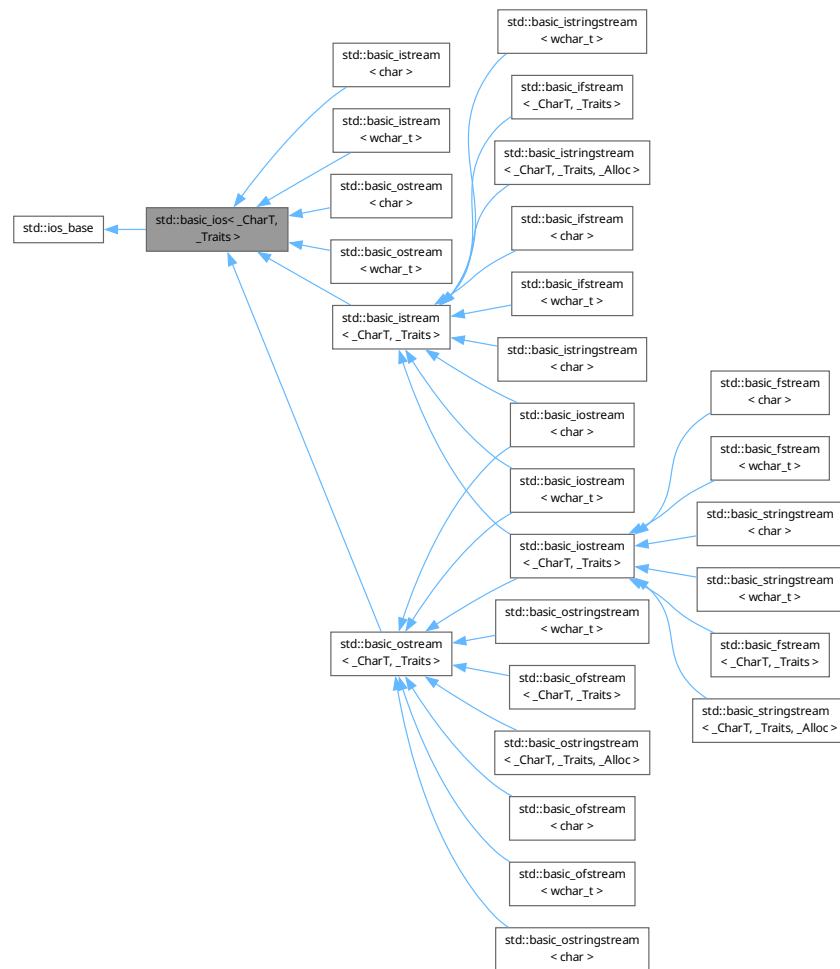 std::basic_istringstream
< wchar_t >
std::basic_istream
< char >
std::basic_ifstream
< _CharT, _Traits >
std::basic_istream
< wchar_t >
std::basic_istringstream
< _CharT, _Traits, _Alloc >
std::basic_ostream
< char >
std::ios_base
std::basic_ios< _CharT,
_Traits >
std::basic_ifstream
< char >
std::basic_ostream
< wchar_t >
std::basic_ifstream
< wchar_t >
std::basic_istream
< _CharT, _Traits >
std::basic_istringstream
< char >
std::basic_fstream
< char >
std::basic_iostream
< char >
std::basic_fstream
< wchar_t >
std::basic_iostream
< wchar_t >
std::basic_stringstream
< char >
std::basic_iostream
< _CharT, _Traits >
std::basic_stringstream
< wchar_t >
std::basic_ostringstream
< wchar_t >
std::basic_ostream
< _CharT, _Traits >
std::basic_fstream
< _CharT, _Traits >
std::basic_ofstream
< _CharT, _Traits >
std::basic_stringstream
< _CharT, _Traits, _Alloc >
std::basic_ostringstream
< _CharT, _Traits, _Alloc >
std::basic_ofstream
< char >
std::basic_ofstream
< wchar_t >
std::basic_ostringstream
< char >